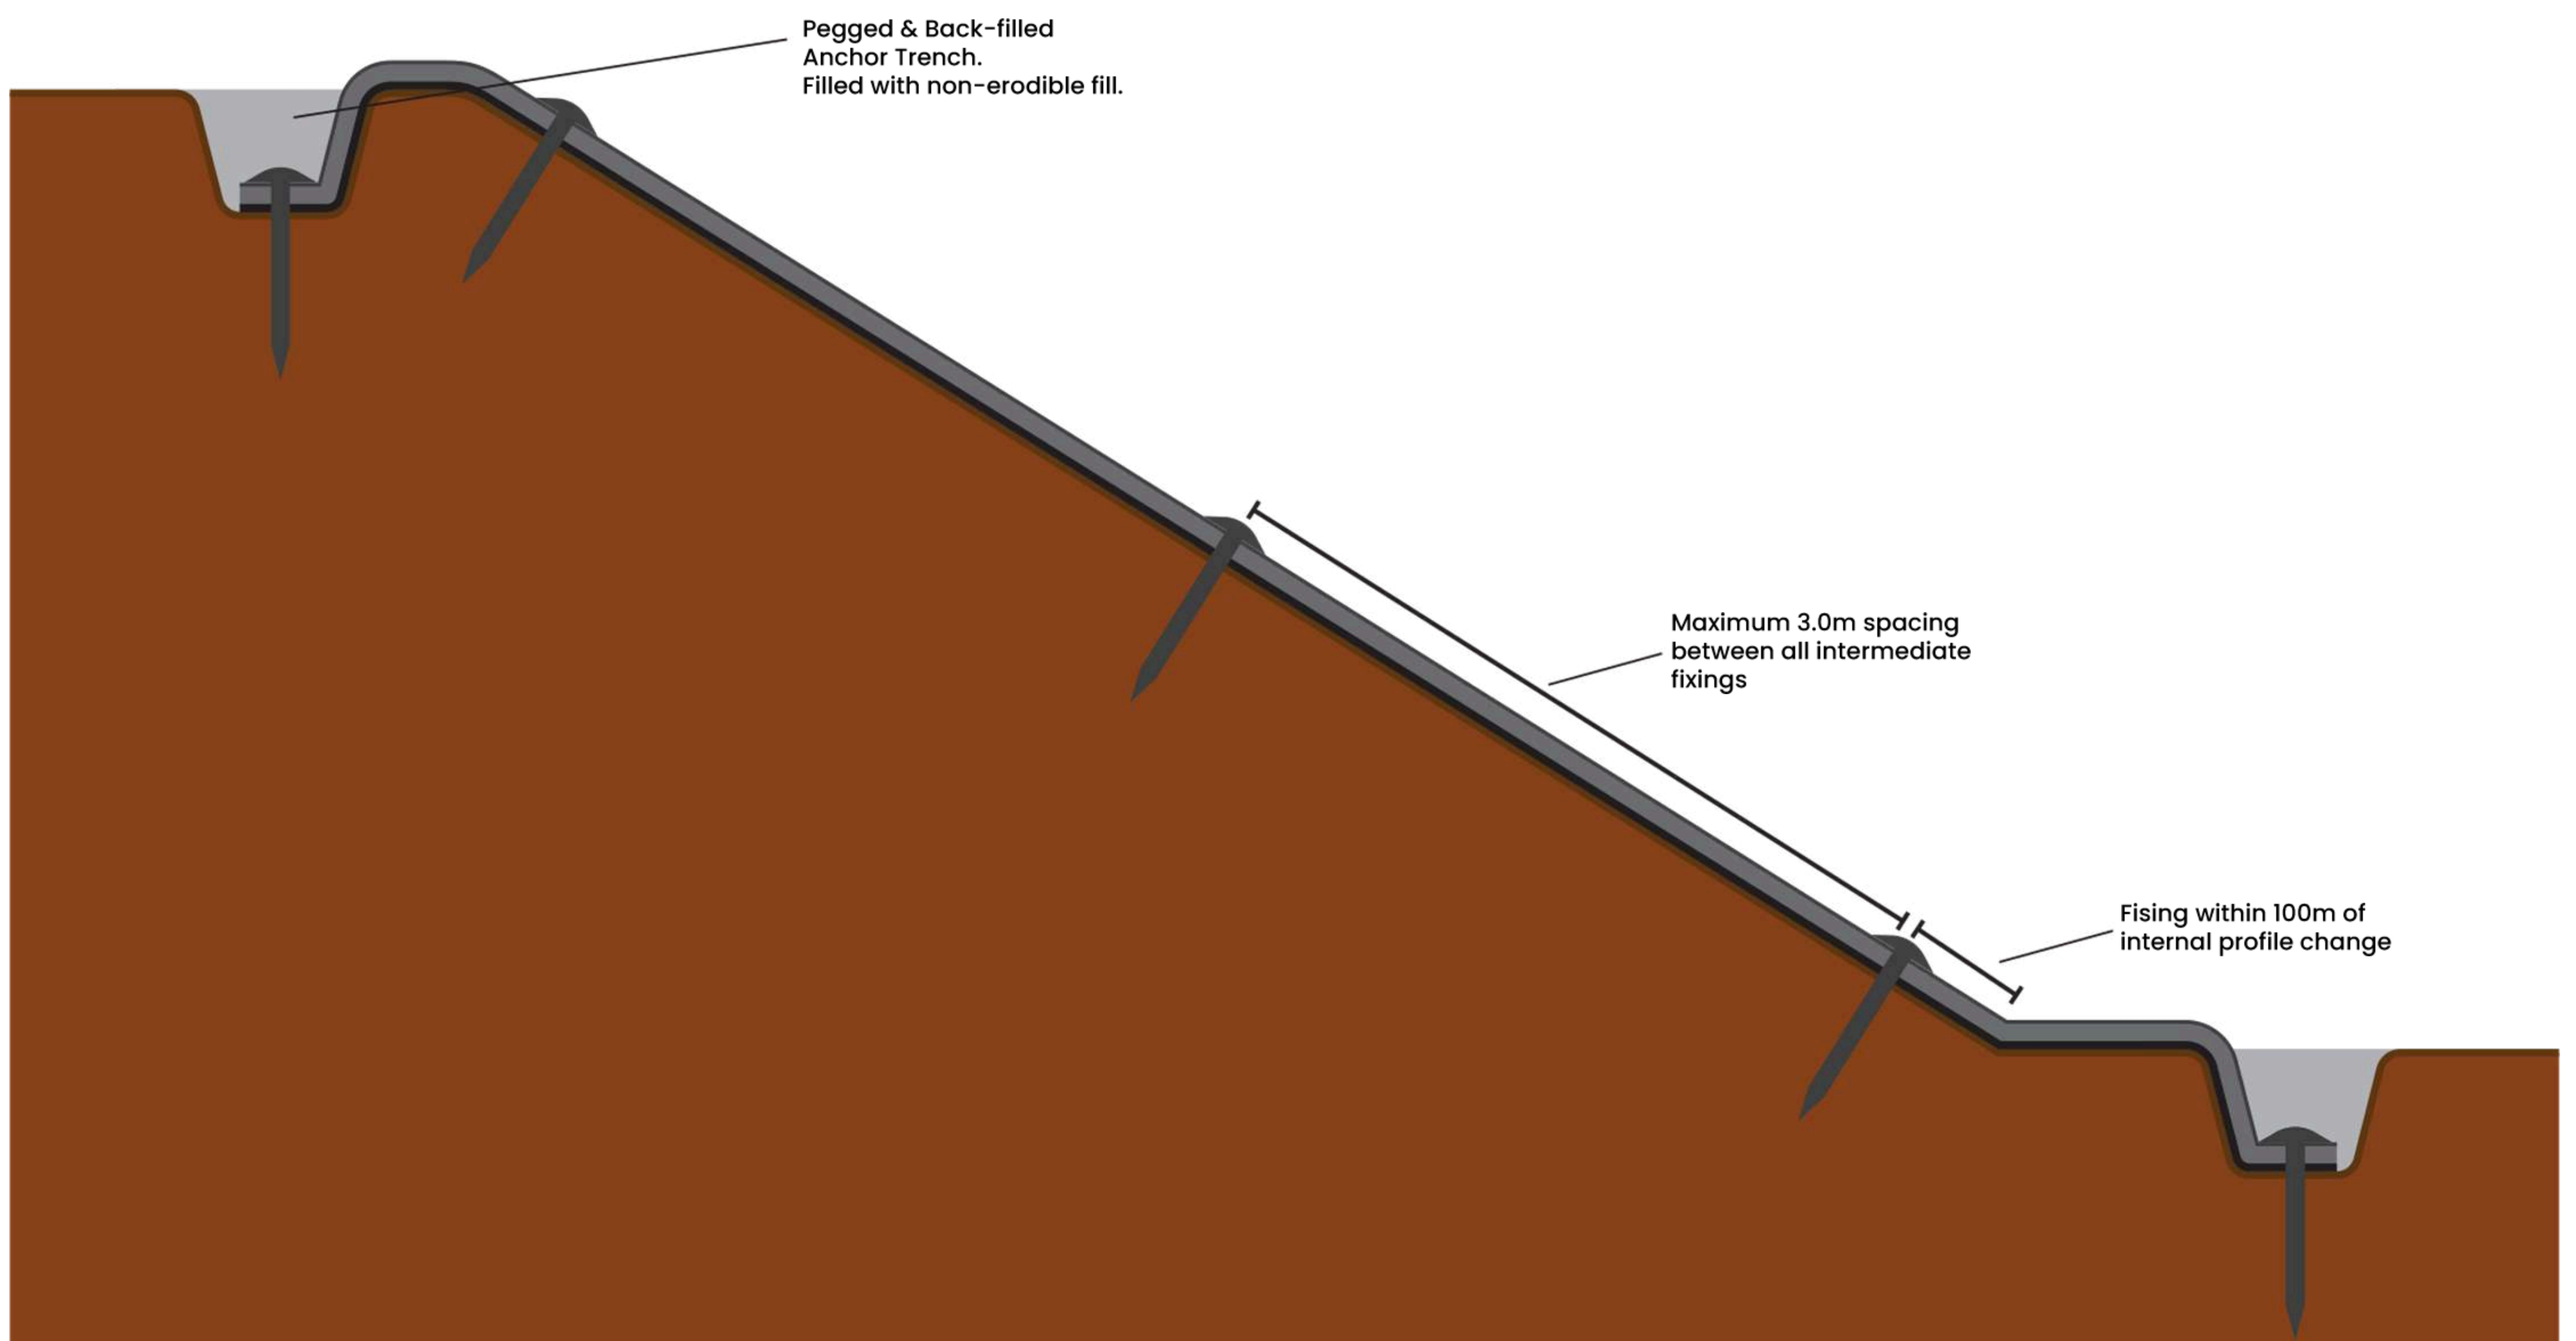 Pegged & Back-filled
Anchor Trench.
Filled with non-erodible fill.
Maximum 3.0m spacing
between all intermediate
fixings
Fising within 100m of
internal profile change